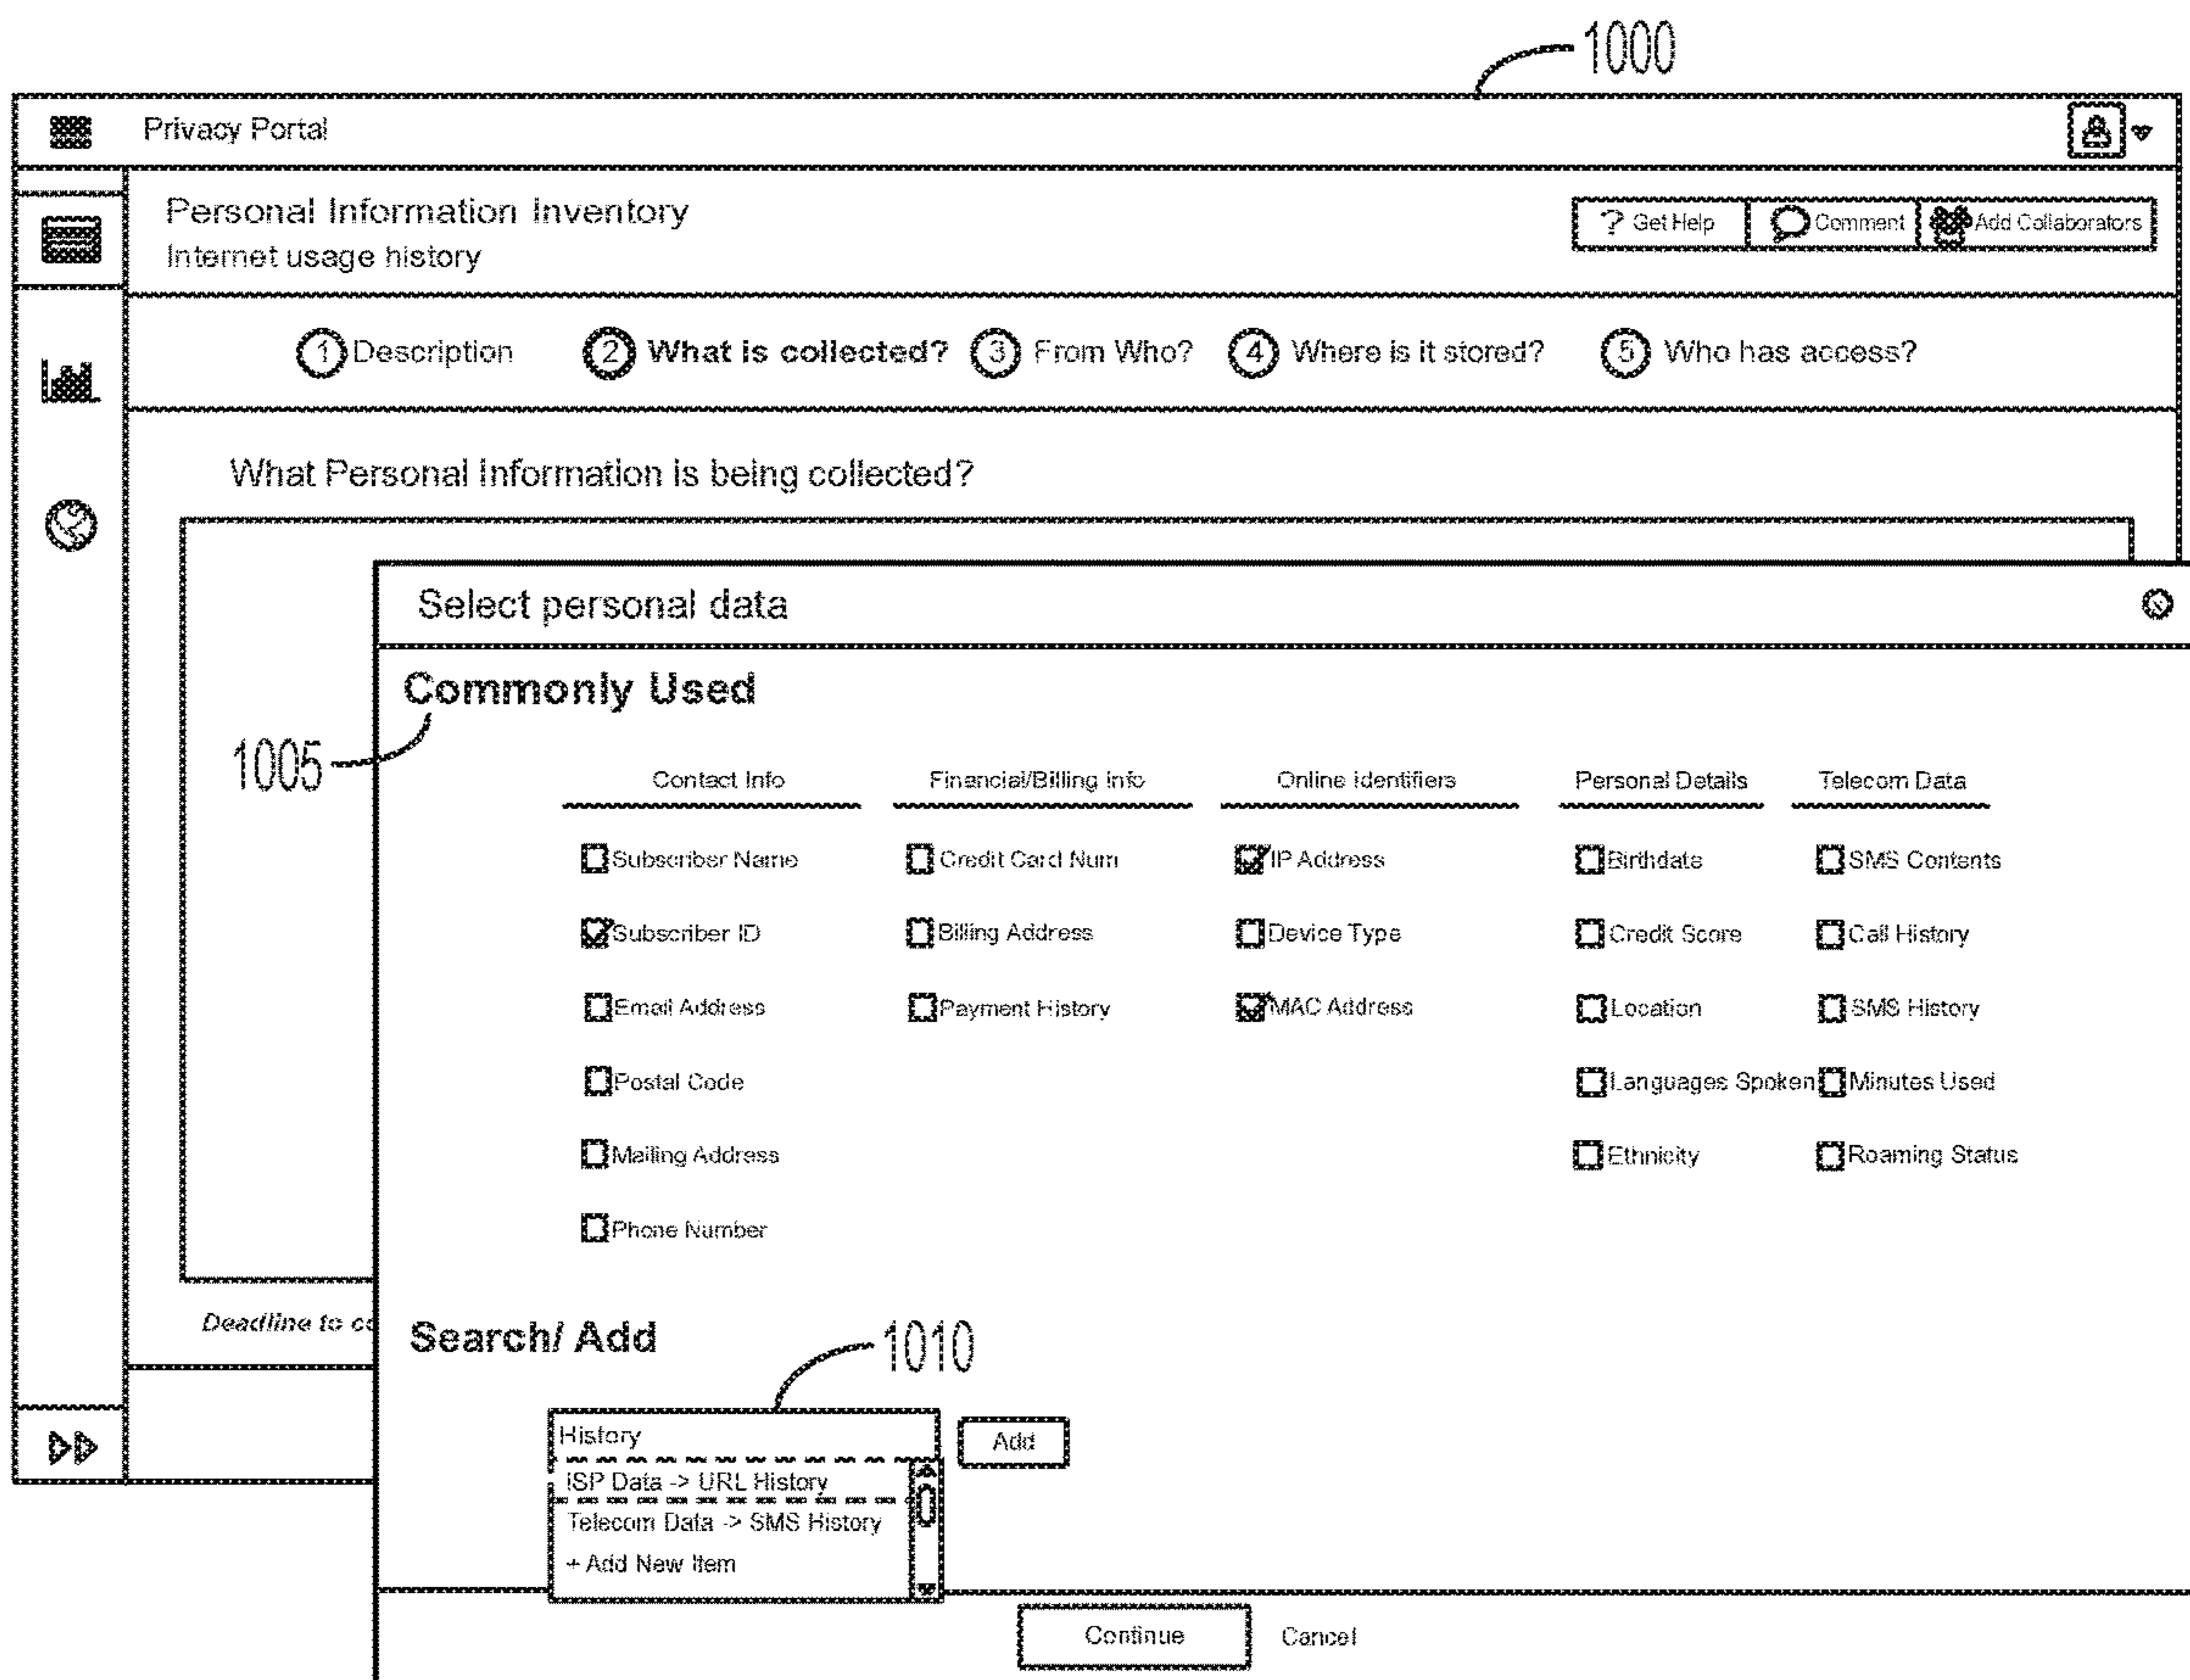 1000
Privacy Portal
Personal Information Inventory
Internet usage history
? Get Help Comment Add Collaborators
1 Description 2 What is collected? 3 From Who? 4 Where is it stored? 5 Who has access?
What Personal Information is being collected?
Select personal data
Commonly Used
1005
Contact Info Financial/Billing Info Online Identifiers Personal Details Telecom Data
Subscriber Name Credit Card Num IP Address Birthdate SMS Contents
Subscriber ID Billing Address Device Type Credit Score Call History
Email Address Payment History MAC Address Location SMS History
Postal Code Languages Spoken Minutes Used
Mailing Address Ethnicity Roaming Status
Phone Number
Deadline to co
Search/ Add
1010
History Add
ISP Data -> URL History
Telecom Data -> SMS History
+ Add New Item
Continue Cancel